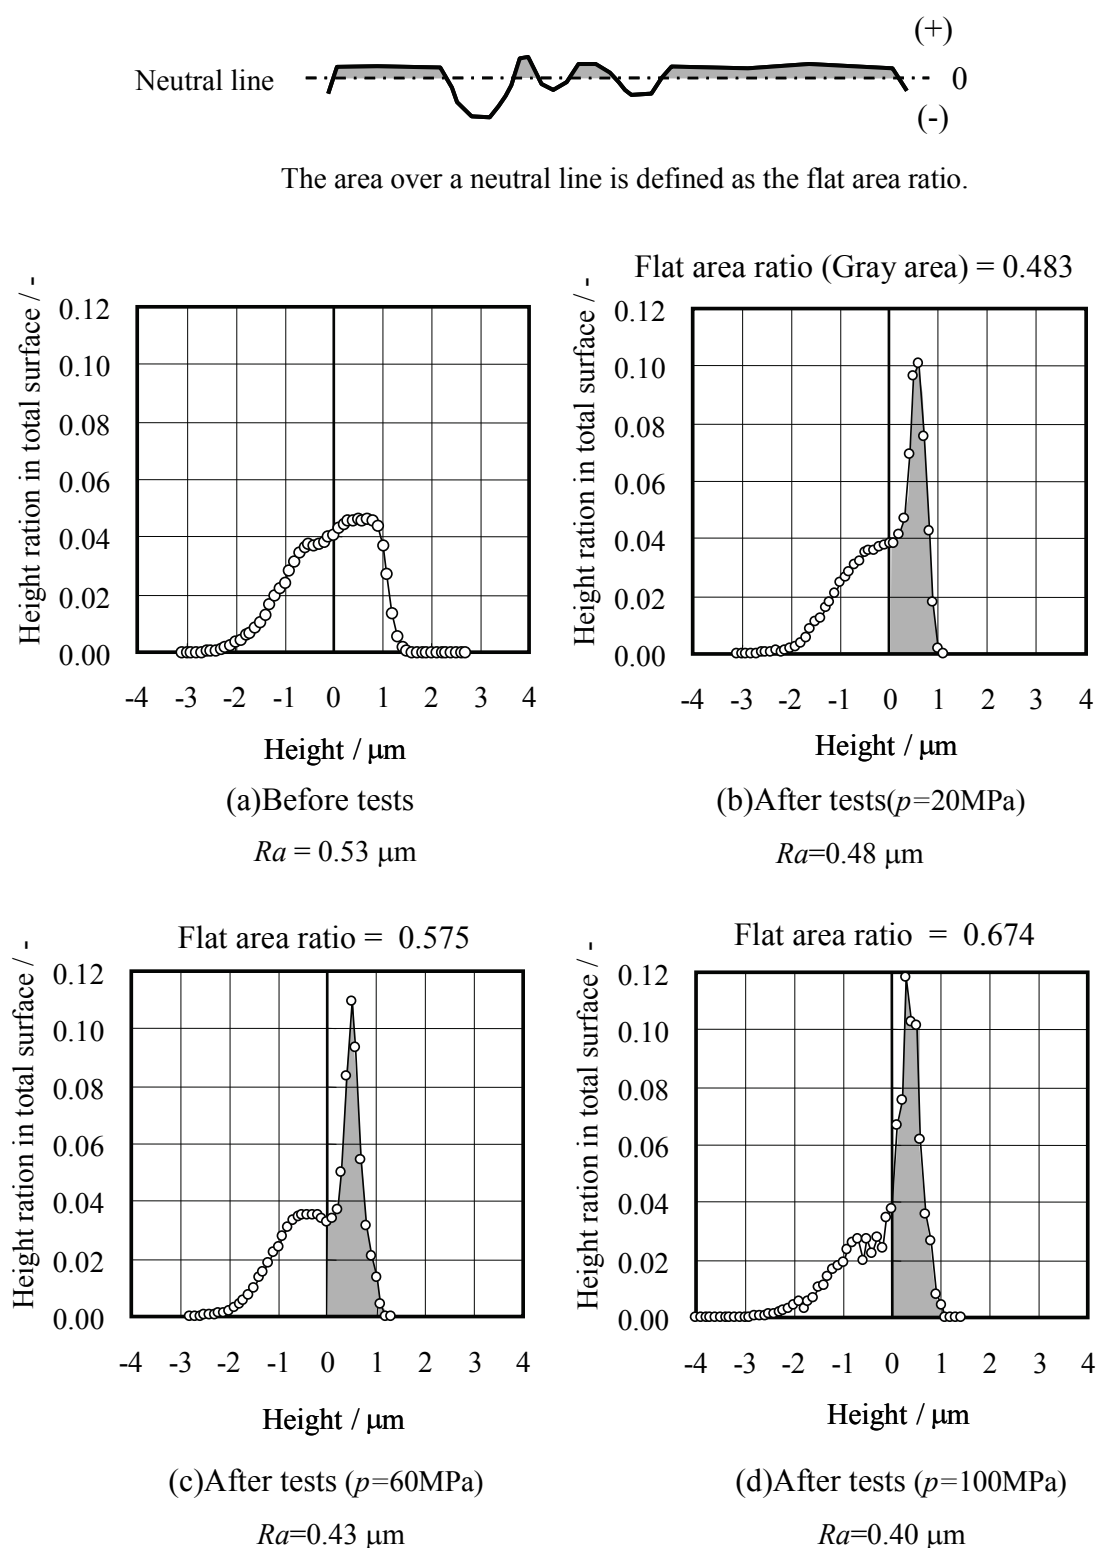 (+)
Neutral line
0
(-)
The area over a neutral line is defined as the flat area ratio.
Flat area ratio (Gray area) = 0.483
Height ration in total surface / -
0.12
0.10
0.08
0.06
0.04
0.02
0.00
-4 -3 -2 -1 0 1 2 3 4
Height / μm
(a)Before tests
Ra = 0.53 μm
Height ration in total surface / -
0.12
0.10
0.08
0.06
0.04
0.02
0.00
-4 -3 -2 -1 0 1 2 3 4
Height / μm
(b)After tests(p=20MPa)
Ra=0.48 μm
Flat area ratio = 0.575
Height ration in total surface / -
0.12
0.10
0.08
0.06
0.04
0.02
0.00
-4 -3 -2 -1 0 1 2 3 4
Height / μm
(c)After tests (p=60MPa)
Ra=0.43 μm
Flat area ratio = 0.674
Height ration in total surface / -
0.12
0.10
0.08
0.06
0.04
0.02
0.00
-4 -3 -2 -1 0 1 2 3 4
Height / μm
(d)After tests (p=100MPa)
Ra=0.40 μm